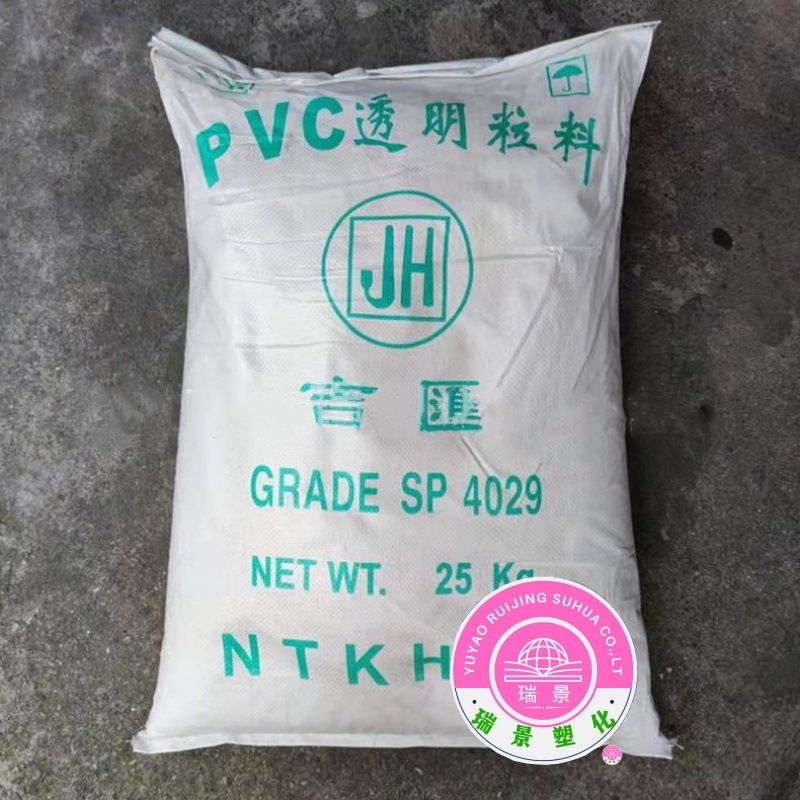 PVC透明粒料
JH
吉 匯
GRADE SP 4029
NET WT. 25 Kg
NTKH
YUYAO RUIJING SUHUA CO.,LT
瑞景
·瑞景塑化·